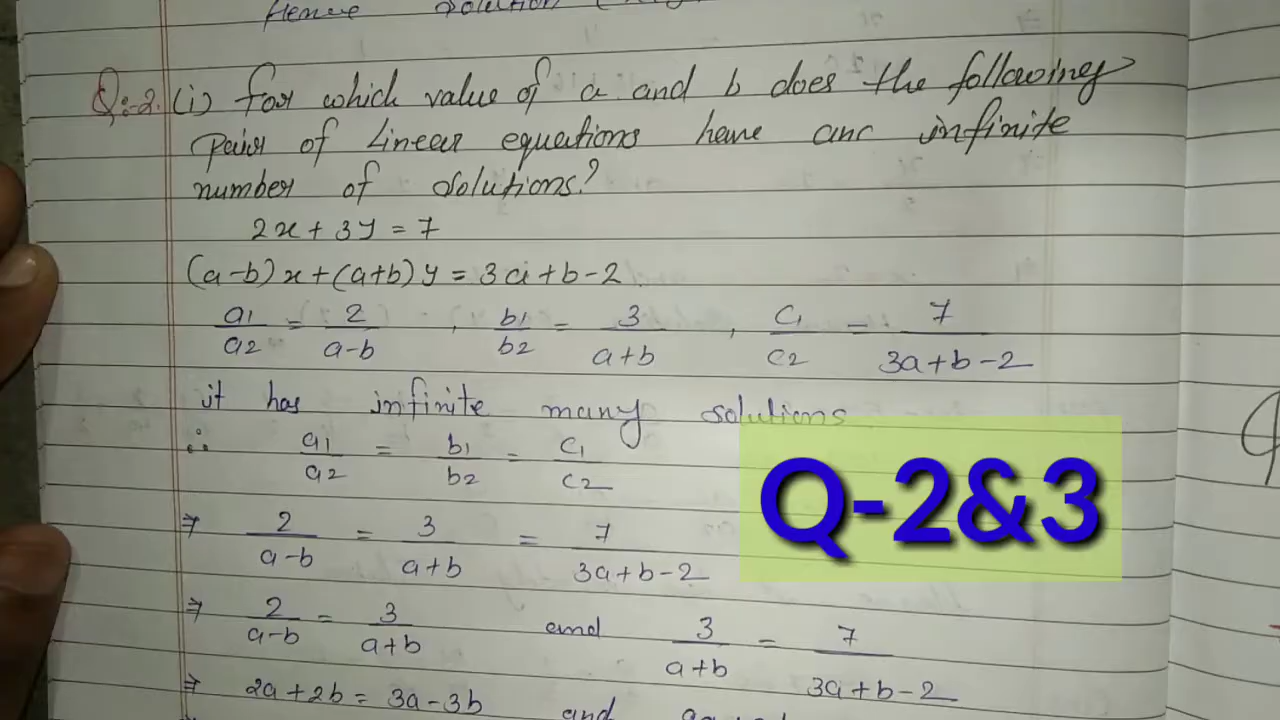 Hence solution
Q:-2. (i) for which value of a and b does the following
pair of linear equations have an infinite
number of solutions?
2x + 3y = 7
(a-b)x+(a+b)y = 3a+b-2.
a1/a2 = 2/a-b , b1/b2 = 3/a+b , c1/c2 = 7/3a+b-2
it has infinite many solutions
∴ a1/a2 = b1/b2 = c1/c2
⇒ 2/a-b = 3/a+b = 7/3a+b-2
Q-2&3
⇒ 2/a-b = 3/a+b and 3/a+b = 7/3a+b-2
⇒ 2a+2b = 3a-3b and